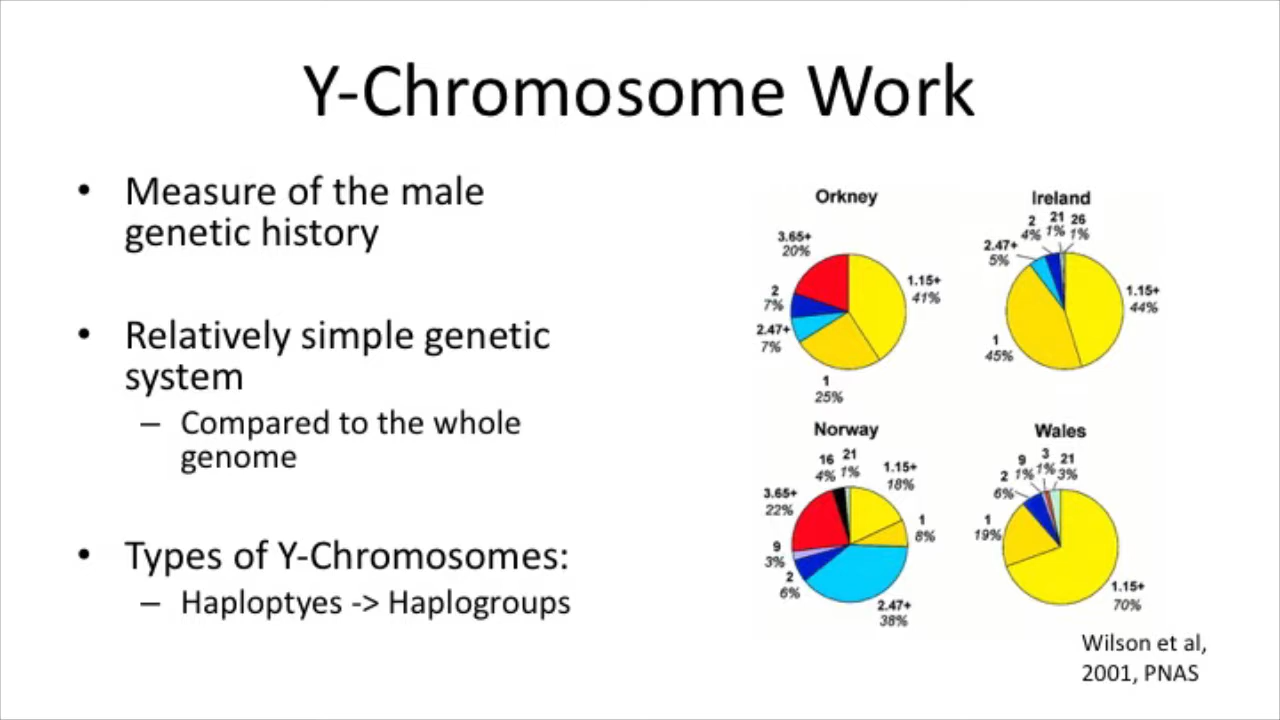 Y-Chromosome Work
• Measure of the male
genetic history
• Relatively simple genetic
system
– Compared to the whole
genome
• Types of Y-Chromosomes:
– Haploptyes -> Haplogroups
Orkney
3.65+
20%
1.15+
41%
2
7%
2.47+
7%
1
25%
Ireland
2 21 26
4% 1% 1%
2.47+
5%
1.15+
44%
1
45%
Norway
16 21
4% 1%
1.15+
18%
3.65+
22%
1
8%
9
3%
2
6%
2.47+
38%
Wales
9 3 21
1% 1% 3%
2
6%
1
19%
1.15+
70%
Wilson et al,
2001, PNAS